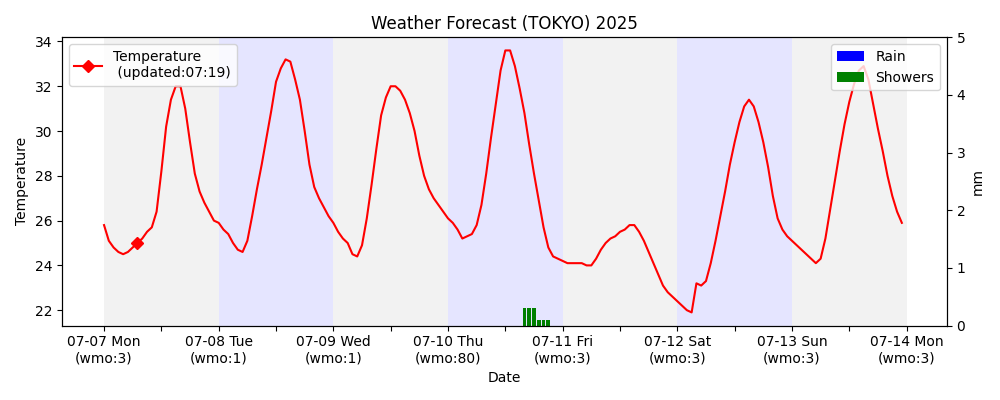 Weather Forecast (TOKYO) 2025
Temperature
(updated:07:19)
Rain
Showers
34
32
30
28
26
24
22
Temperature
5
4
3
2
1
0
mm
07-07 Mon
(wmo:3)
07-08 Tue
(wmo:1)
07-09 Wed
(wmo:1)
07-10 Thu
(wmo:80)
07-11 Fri
(wmo:3)
07-12 Sat
(wmo:3)
07-13 Sun
(wmo:3)
07-14 Mon
(wmo:3)
Date